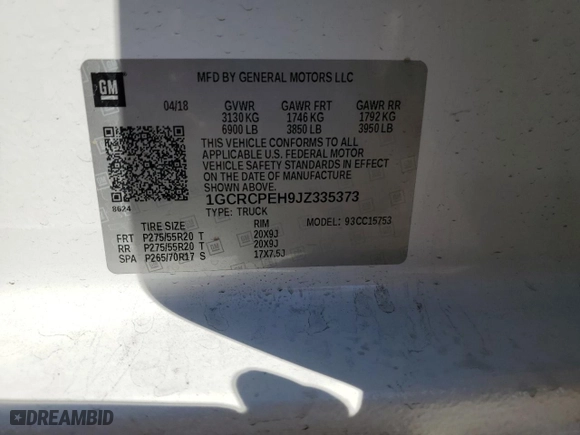 GM
MFD BY GENERAL MOTORS LLC
04/18 GVWR GAWR FRT GAWR RR
3130 KG 1746 KG 1792 KG
6900 LB 3850 LB 3950 LB
THIS VEHICLE CONFORMS TO ALL
APPLICABLE U.S. FEDERAL MOTOR
VEHICLE SAFETY STANDARDS IN EFFECT
ON THE DATE OF MANUFACTURE
SHOWN ABOVE.
8624
1GCRCPEH9JZ335373
TYPE: TRUCK
MODEL: 93CC15753
TIRE SIZE RIM
FRT P275/55R20 T 20X9J
RR P275/55R20 T 20X9J
SPA P265/70R17 S 17X7.5J
DREAMBID